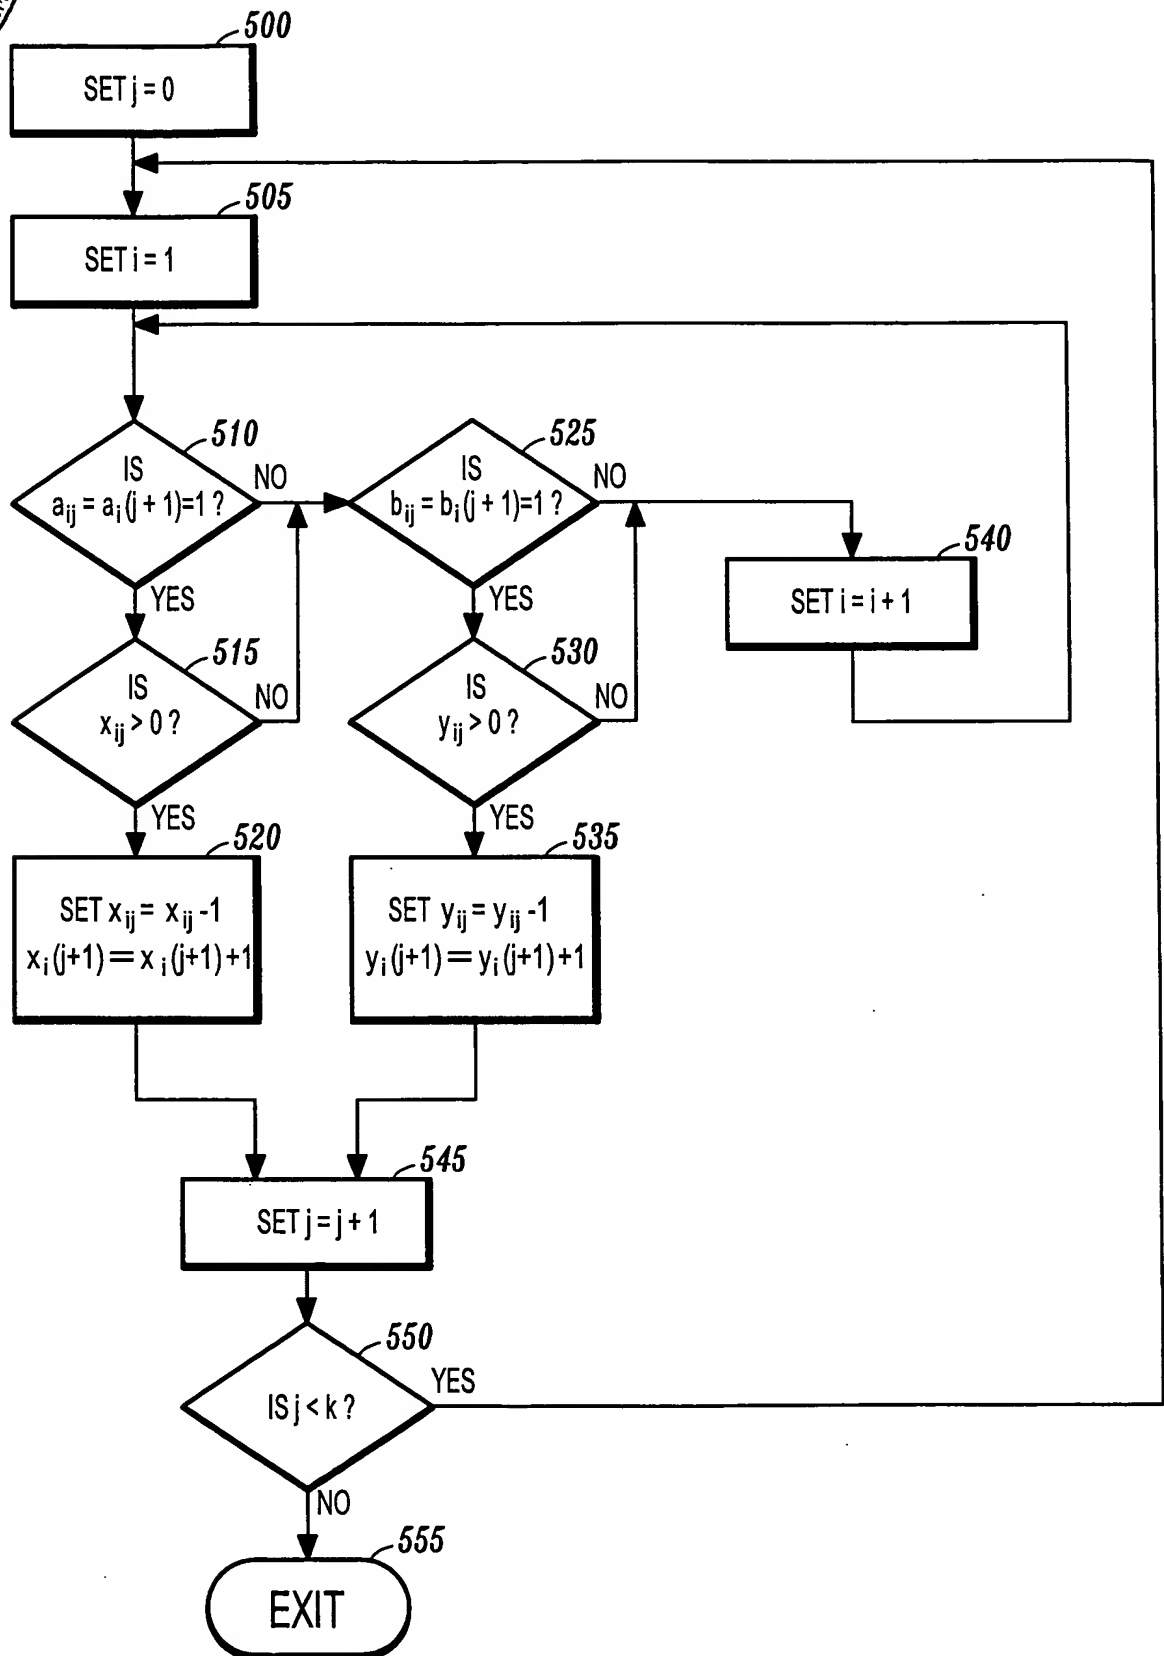 500
SET j = 0
505
SET i = 1
510
IS
a_ij = a_i (j + 1)=1 ?
NO
YES
525
IS
b_ij = b_i (j + 1)=1 ?
NO
YES
540
SET i = i + 1
515
IS
x_ij > 0 ?
NO
YES
530
IS
y_ij > 0 ?
NO
YES
520
SET x_ij = x_ij -1
x_i (j+1) = x_i (j+1) +1
535
SET y_ij = y_ij -1
y_i (j+1) = y_i (j+1) +1
545
SET j = j + 1
550
IS j < k ?
YES
NO
555
EXIT